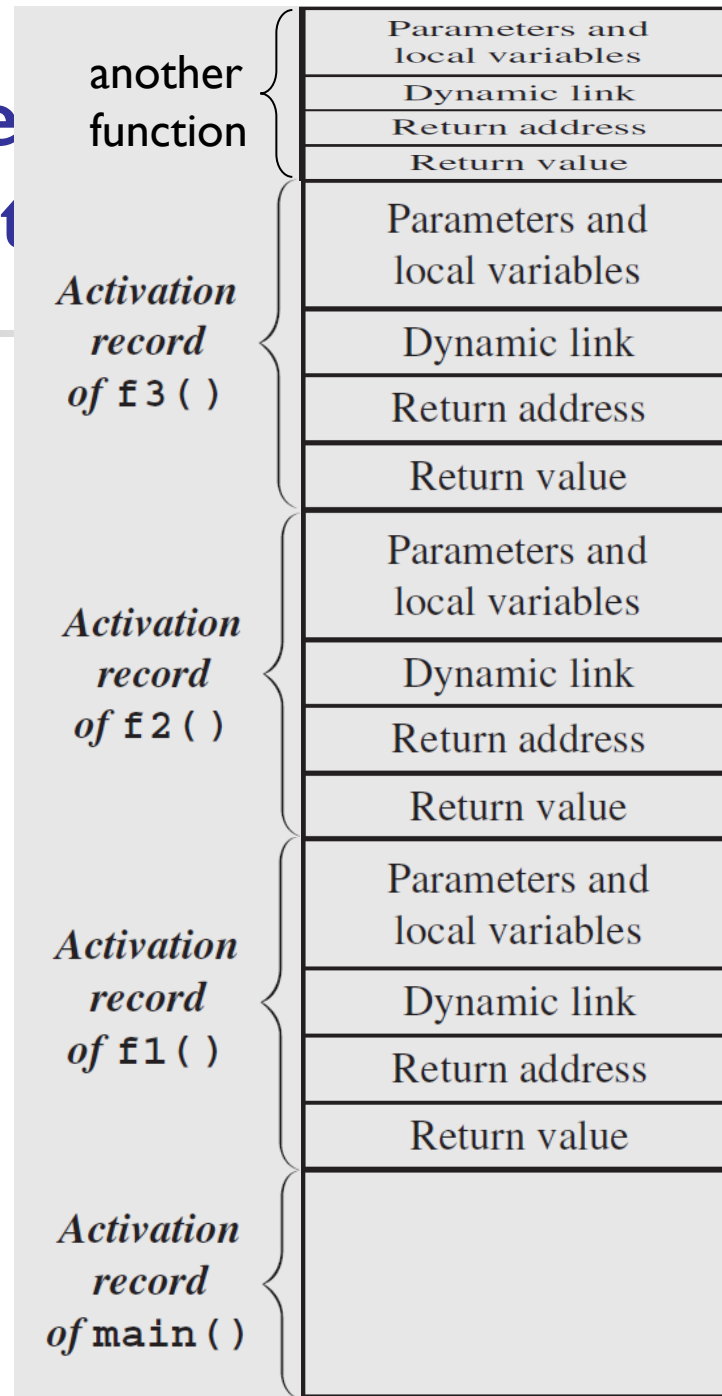 another
function
Parameters and
local variables
Dynamic link
Return address
Return value
e
t
Activation
record
of f3()
Parameters and
local variables
Dynamic link
Return address
Return value
Activation
record
of f2()
Parameters and
local variables
Dynamic link
Return address
Return value
Activation
record
of f1()
Parameters and
local variables
Dynamic link
Return address
Return value
Activation
record
of main()